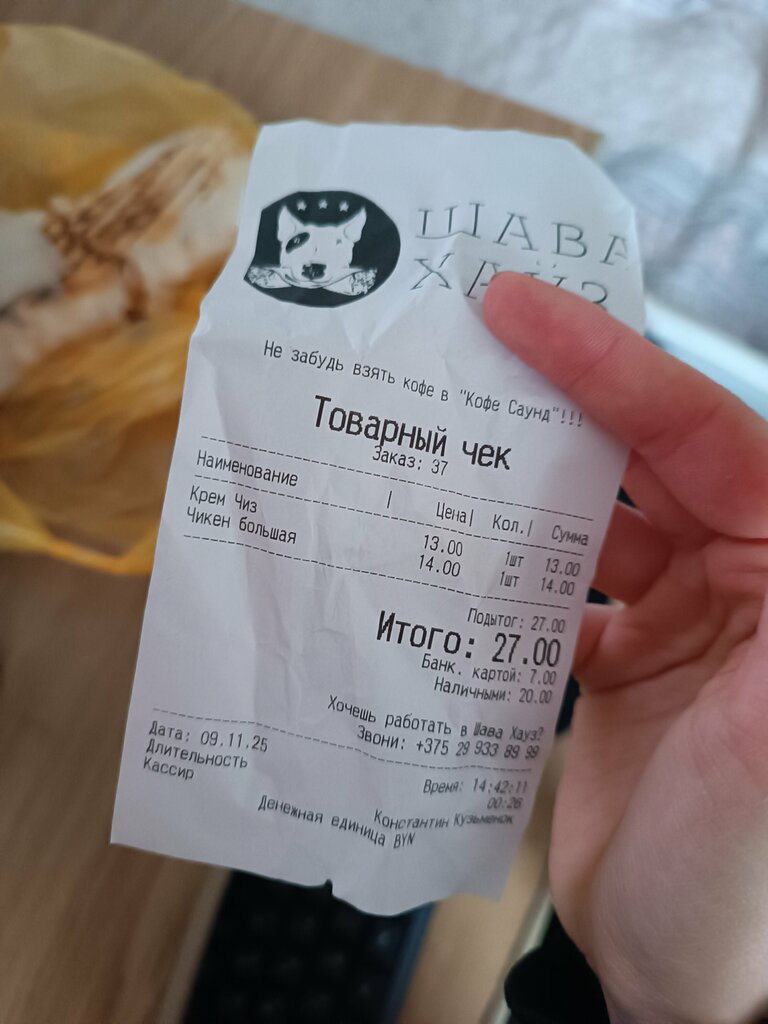 ШАВА
ХАУЗ
Не забудь взять кофе в "Кофе Саунд"!!!
Товарный чек
Заказ: 37
Наименование | Цена| Кол.| Сумма
Крем Чиз 13.00 1шт 13.00
Чикен большая 14.00 1шт 14.00
Подытог: 27.00
Итого: 27.00
Банк. картой: 7.00
Наличными: 20.00
Хочешь работать в Шава Хауз?
Звони: +375 29 933 89 99
Дата: 09.11.25 Время: 14:42:11
Длительность 00:26
Кассир Константин Кузьменок
Денежная единица BYN